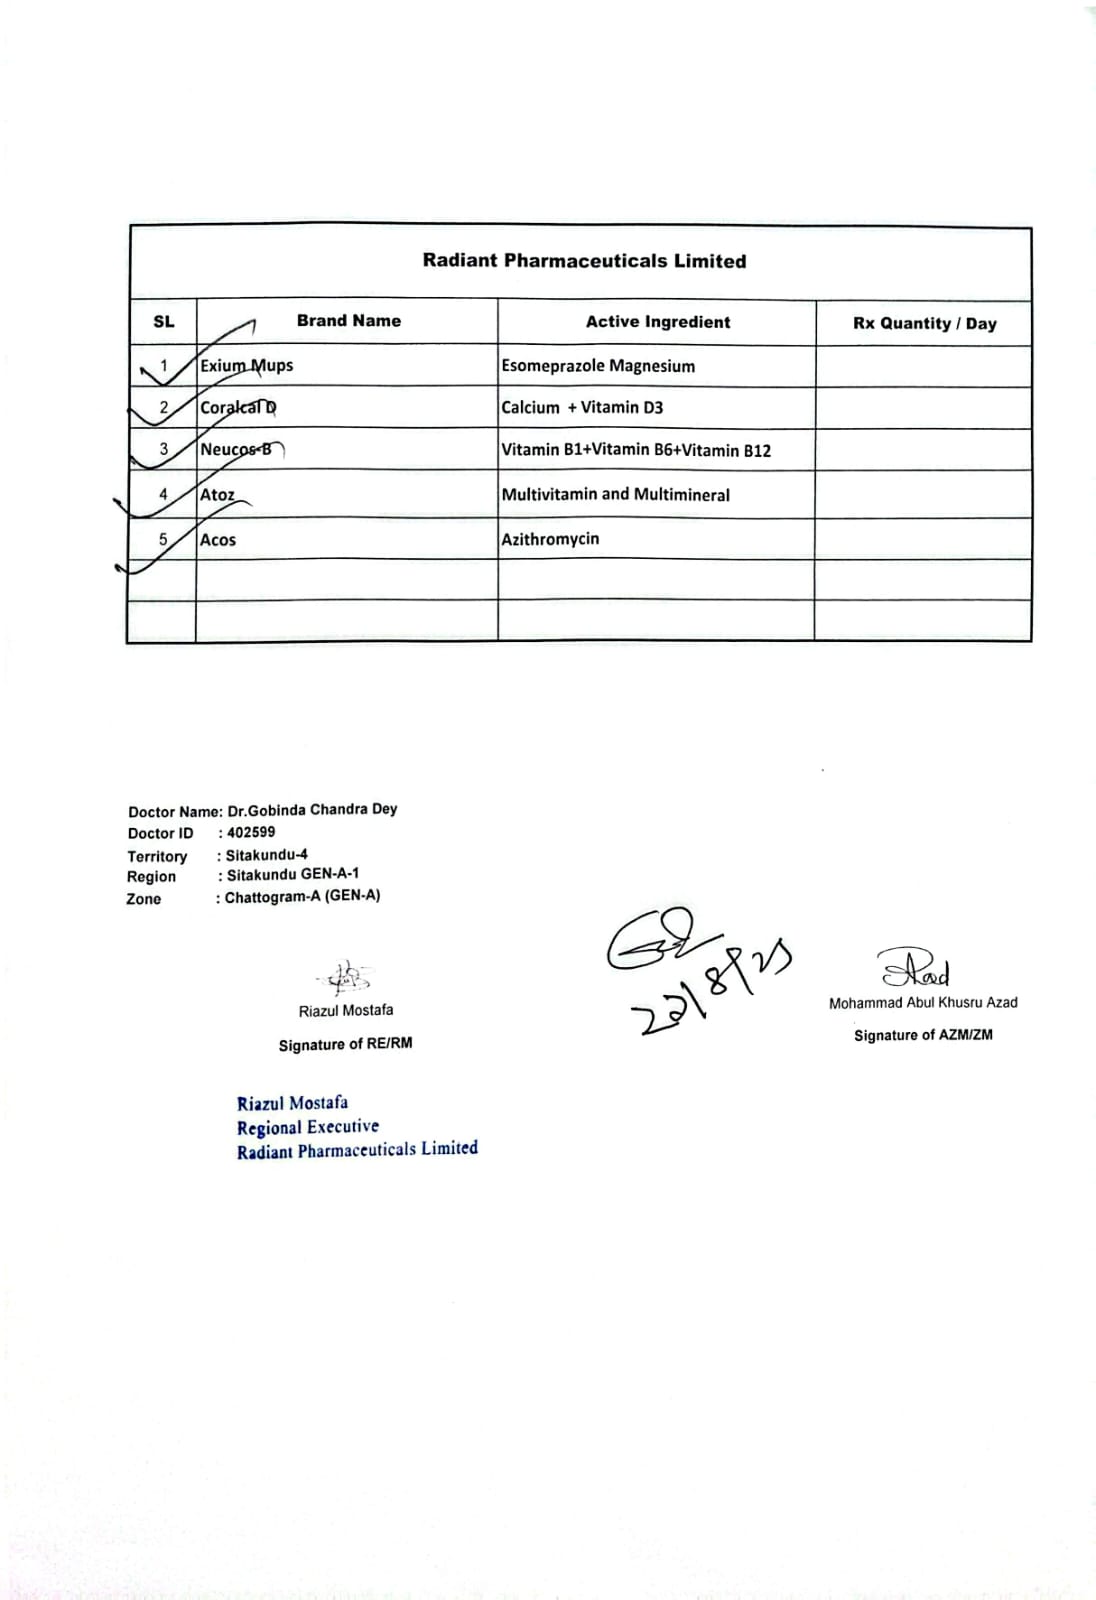 Radiant Pharmaceuticals Limited
SL Brand Name Active Ingredient Rx Quantity / Day
1 Exium Mups Esomeprazole Magnesium
2 Coralcal D Calcium + Vitamin D3
3 Neucos-B Vitamin B1+Vitamin B6+Vitamin B12
4 Atoz Multivitamin and Multimineral
5 Acos Azithromycin
Doctor Name: Dr.Gobinda Chandra Dey
Doctor ID : 402599
Territory : Sitakundu-4
Region : Sitakundu GEN-A-1
Zone : Chattogram-A (GEN-A)
22/8/25
Riazul Mostafa
Signature of RE/RM
Mohammad Abul Khusru Azad
Signature of AZM/ZM
Riazul Mostafa
Regional Executive
Radiant Pharmaceuticals Limited